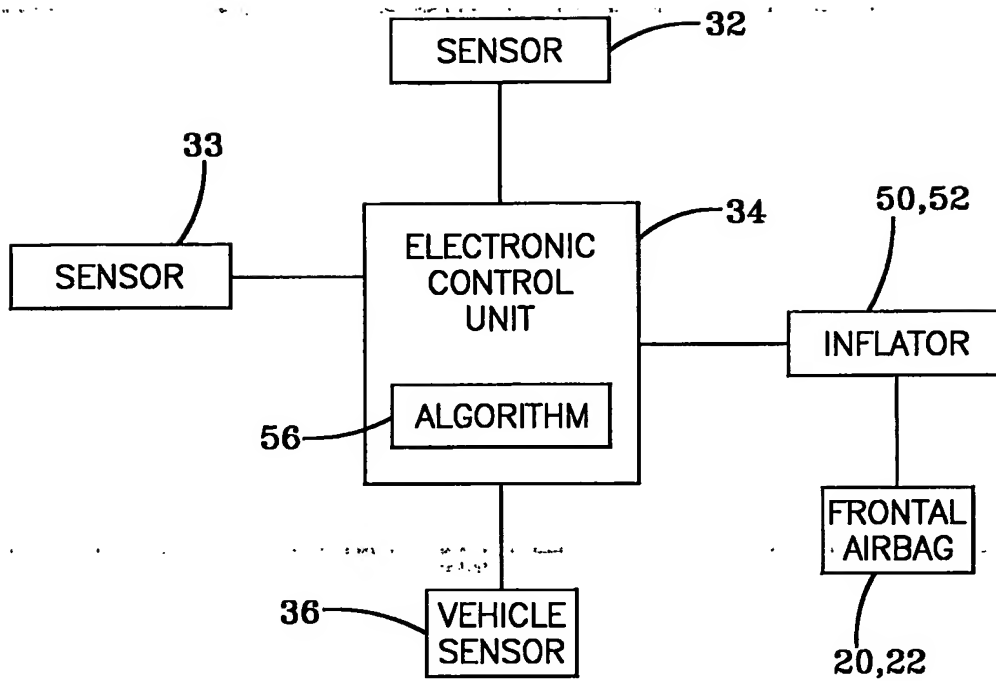 32
SENSOR
33
SENSOR
34
ELECTRONIC
CONTROL
UNIT
50,52
INFLATOR
ALGORITHM
56
FRONTAL
AIRBAG
36
VEHICLE
SENSOR
20,22